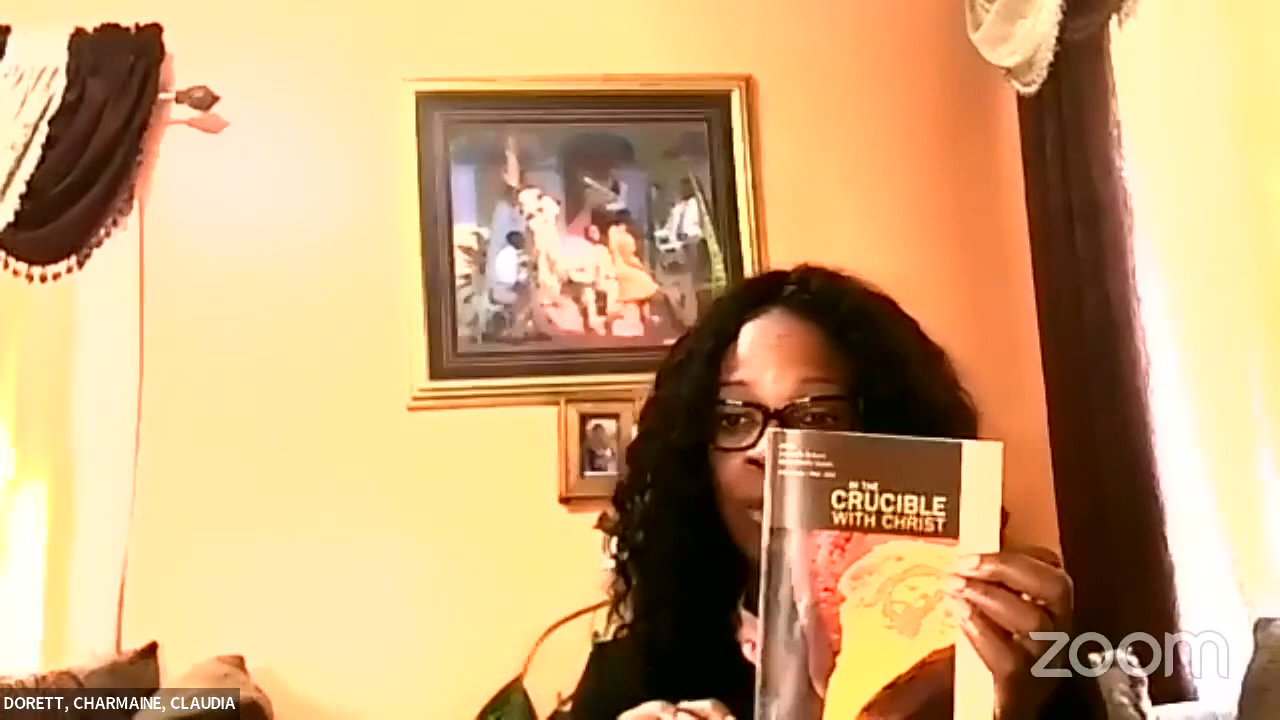 IN THE
CRUCIBLE
WITH CHRIST
zoom
DORETT, CHARMAINE, CLAUDIA